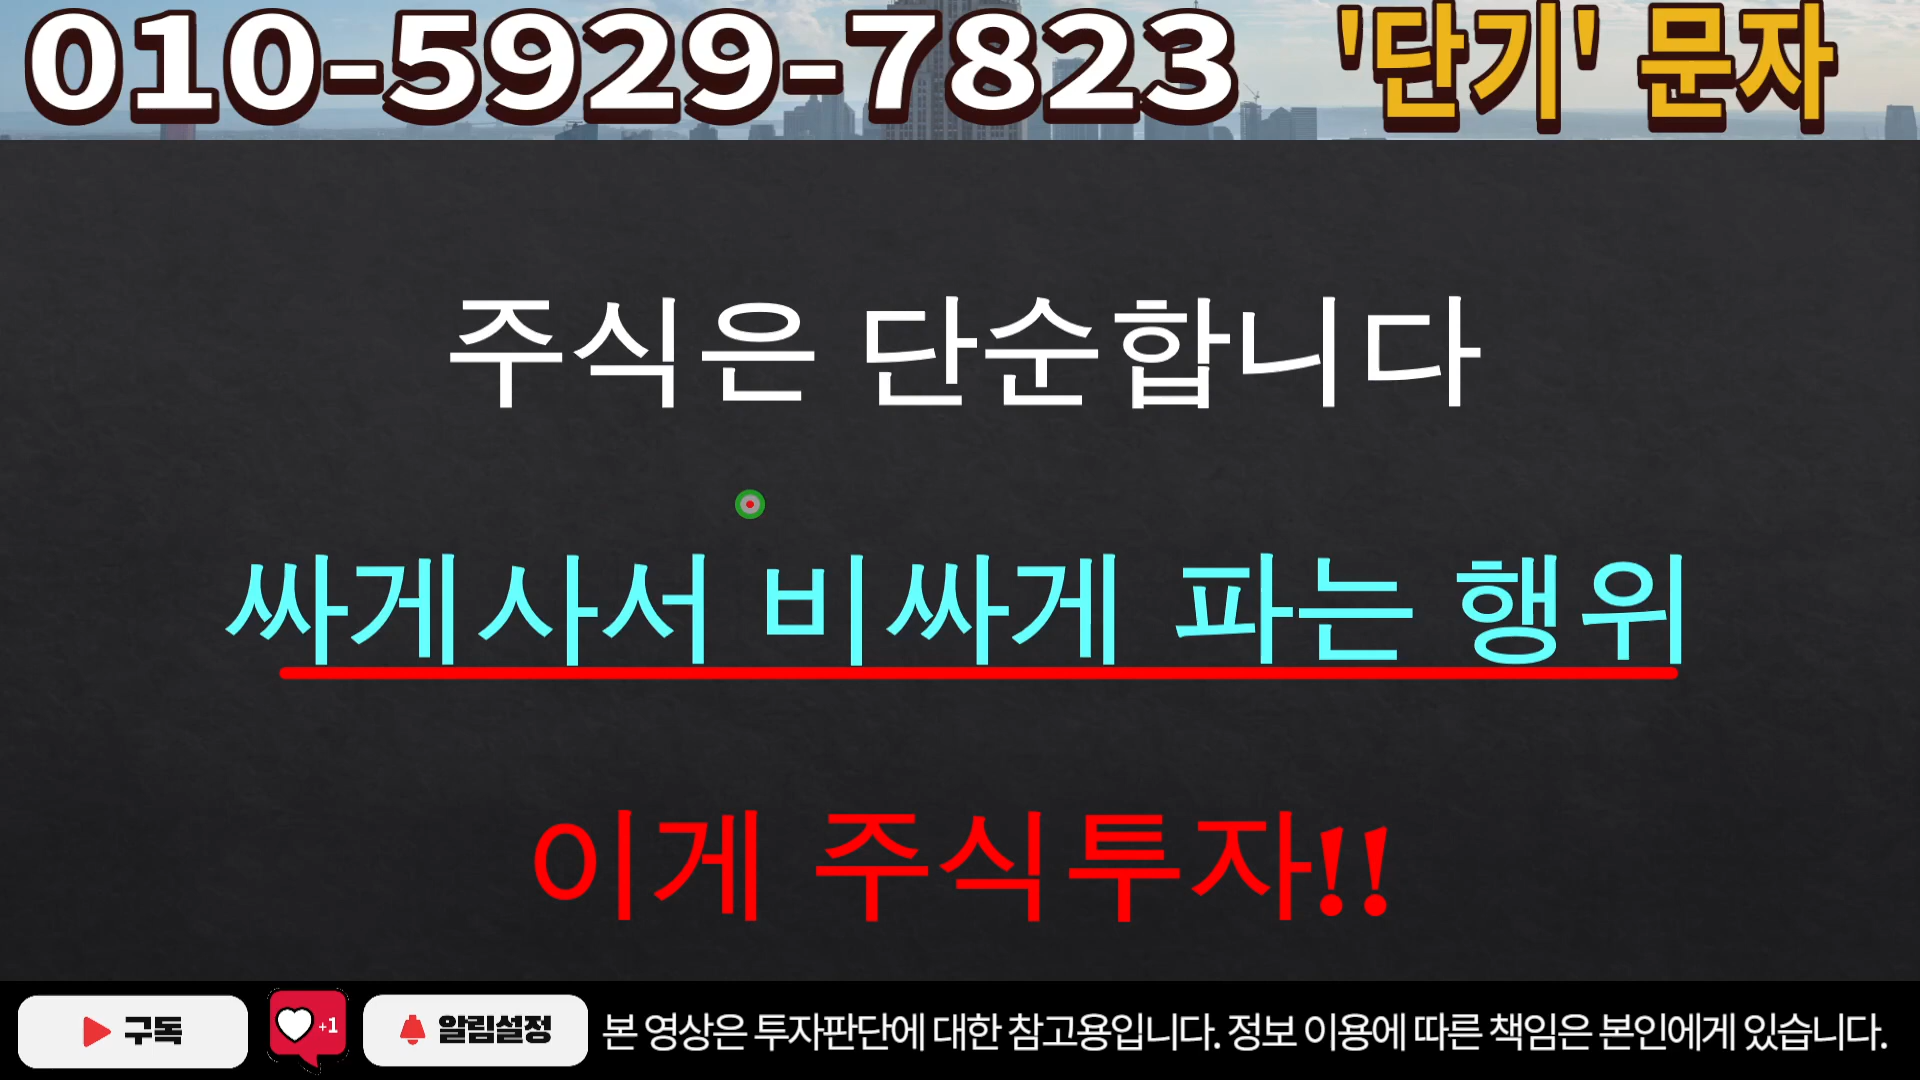 010-5929-7823 '단기' 문자
주식은 단순합니다
싸게사서 비싸게 파는 행위
이게 주식투자!!
구독 +1 알림설정 본 영상은 투자판단에 대한 참고용입니다. 정보 이용에 따른 책임은 본인에게 있습니다.